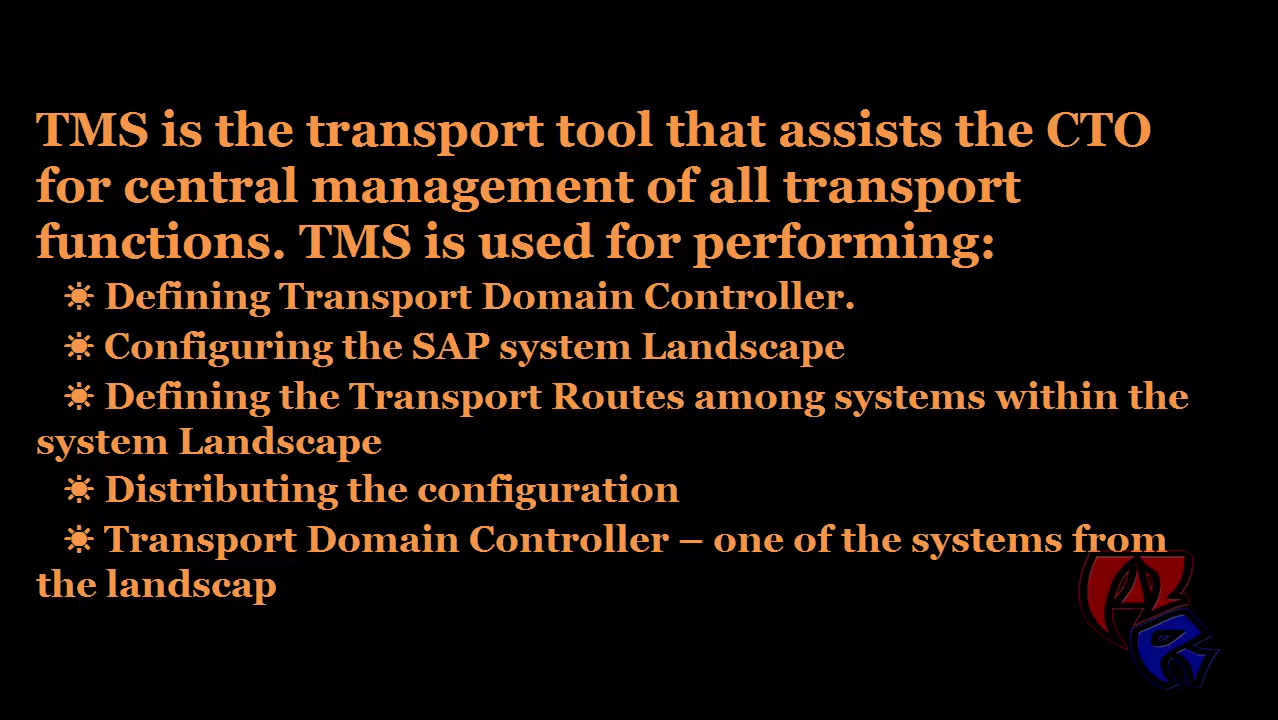 TMS is the transport tool that assists the CTO
for central management of all transport
functions. TMS is used for performing:
☀ Defining Transport Domain Controller.
☀ Configuring the SAP system Landscape
☀ Defining the Transport Routes among systems within the
system Landscape
☀ Distributing the configuration
☀ Transport Domain Controller – one of the systems from
the landscap